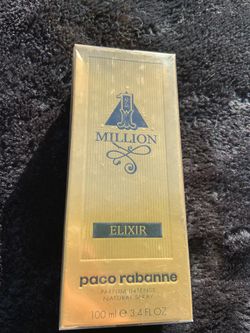 1
MILLION
ELIXIR
paco rabanne
PARFUM INTENSE
NATURAL SPRAY
100 ml ℮ 3.4 FL OZ